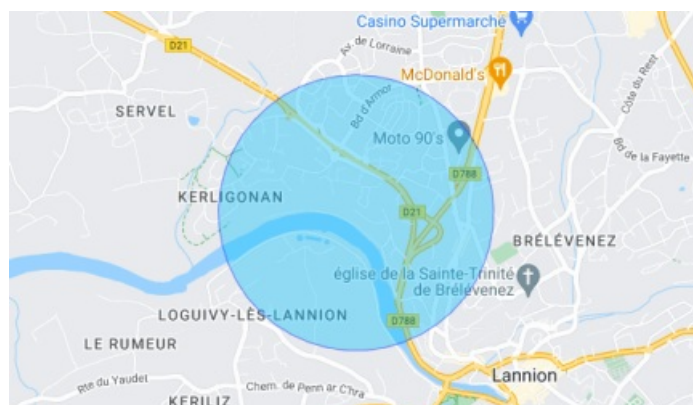 Casino Supermarché
Av. de Lorraine
D21
McDonald's
Côte du Rest
SERVEL
Bd d'Armor
Moto 90's
Bd de la Fayette
D788
KERLIGONAN
D21
BRÉLÉVENEZ
église de la Sainte-Trinité
de Brélévenez
LOGUIVY-LÈS-LANNION
D788
LE RUMEUR
Lannion
Rte du Yaudet
Chem. de Penn ar C'hra
KERILIZ